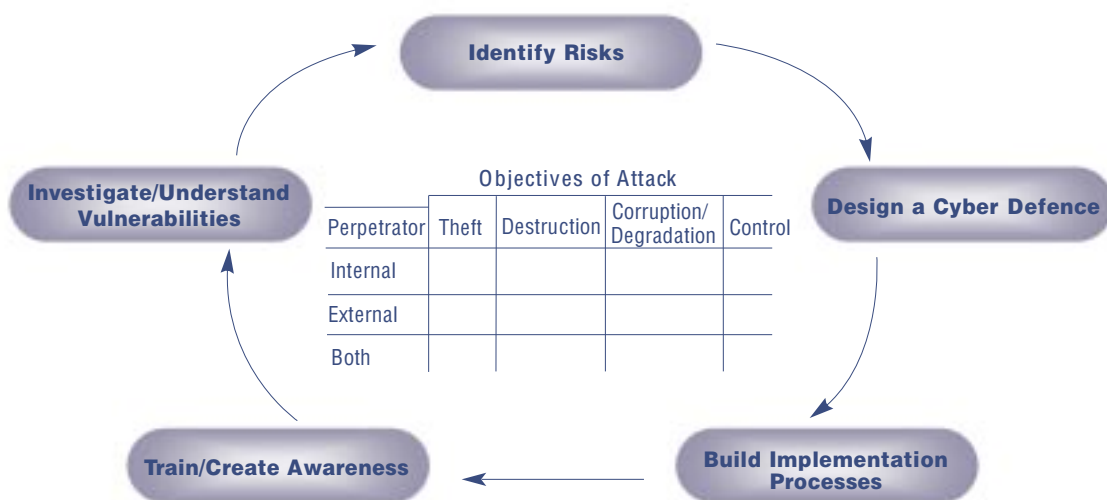 Identify Risks
Investigate/Understand
Vulnerabilities
Design a Cyber Defence
Objectives of Attack
Perpetrator Theft Destruction Corruption/
Degradation Control
Internal
External
Both
Train/Create Awareness
Build Implementation
Processes